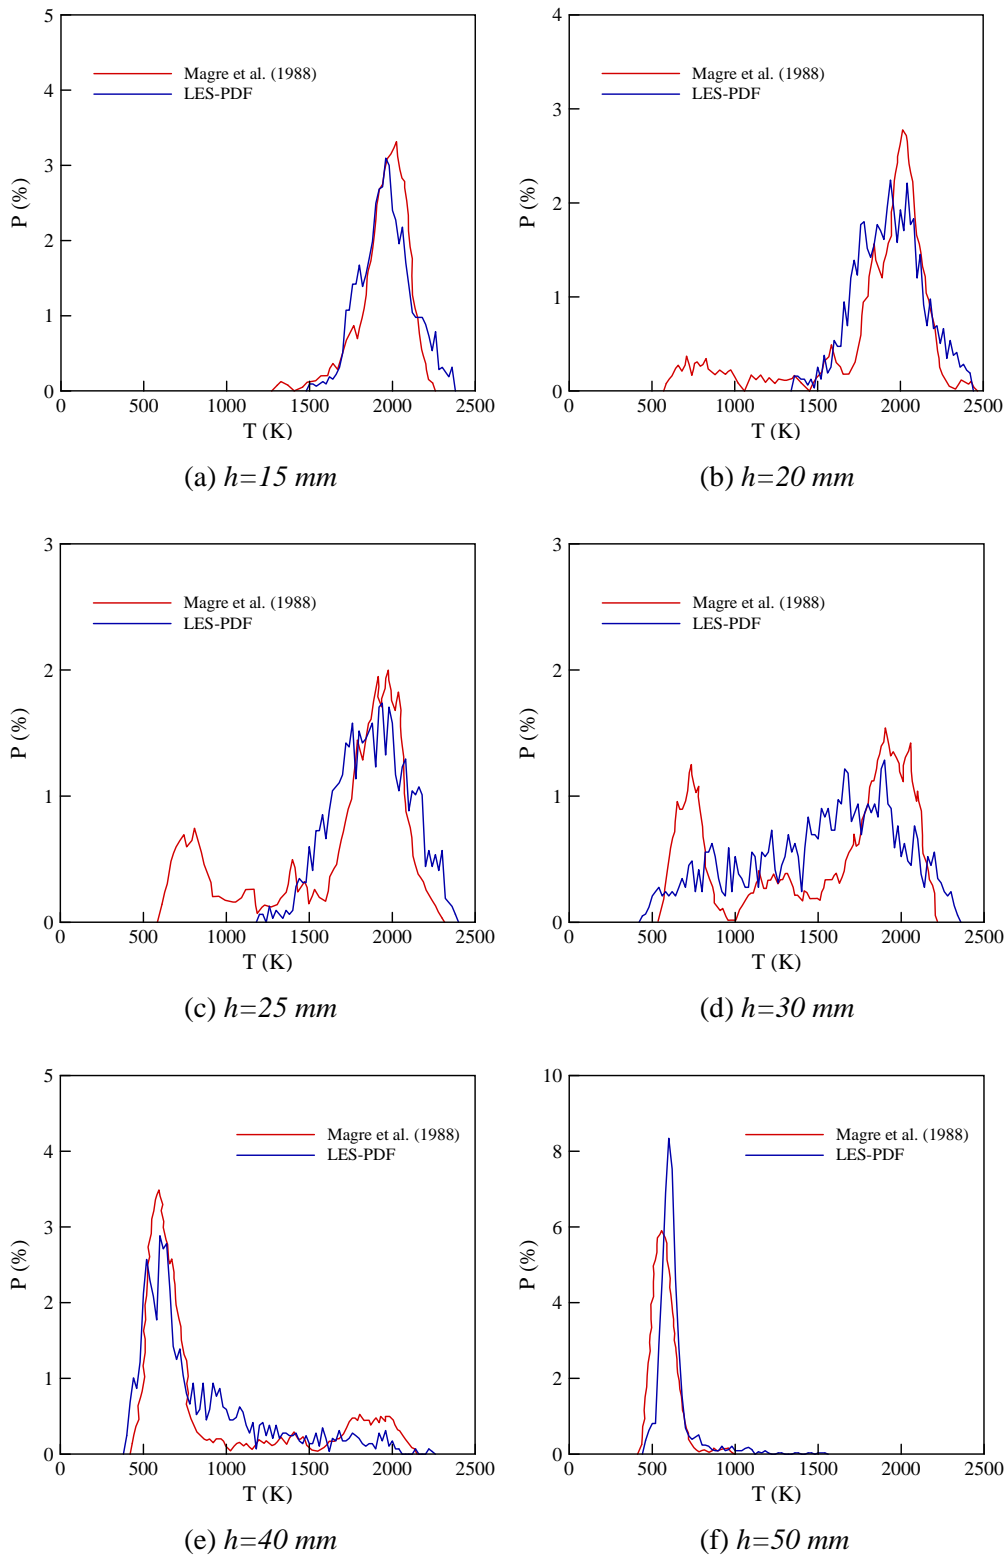 5
4
3
2
1
0
P (%)
Magre et al. (1988)
LES-PDF
0 500 1000 1500 2000 2500
T (K)
(a) h=15 mm
4
3
2
1
0
P (%)
Magre et al. (1988)
LES-PDF
0 500 1000 1500 2000 2500
T (K)
(b) h=20 mm
3
2
1
0
P (%)
Magre et al. (1988)
LES-PDF
0 500 1000 1500 2000 2500
T (K)
(c) h=25 mm
3
2
1
0
P (%)
Magre et al. (1988)
LES-PDF
0 500 1000 1500 2000 2500
T (K)
(d) h=30 mm
5
4
3
2
1
0
P (%)
Magre et al. (1988)
LES-PDF
0 500 1000 1500 2000 2500
T (K)
(e) h=40 mm
10
8
6
4
2
0
P (%)
Magre et al. (1988)
LES-PDF
0 500 1000 1500 2000 2500
T (K)
(f) h=50 mm